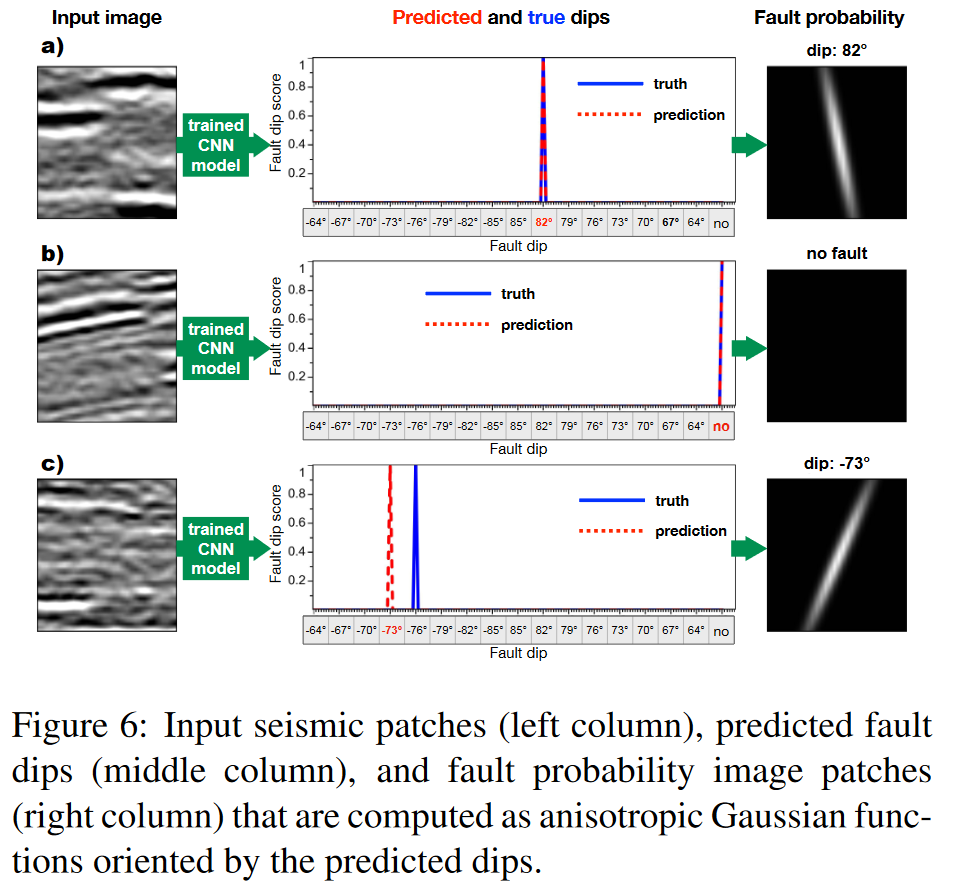 Input image
Predicted and true dips
Fault probability
a)
trained
CNN
model
Fault dip score
1
0.8
0.6
0.4
0.2
truth
prediction
-64° -67° -70° -73° -76° -79° -82° -85° 85° 82° 79° 76° 73° 70° 67° 64° no
Fault dip
dip: 82°
b)
trained
CNN
model
Fault dip score
1
0.8
0.6
0.4
0.2
truth
prediction
-64° -67° -70° -73° -76° -79° -82° -85° 85° 82° 79° 76° 73° 70° 67° 64° no
Fault dip
no fault
c)
trained
CNN
model
Fault dip score
1
0.8
0.6
0.4
0.2
truth
prediction
-64° -67° -70° -73° -76° -79° -82° -85° 85° 82° 79° 76° 73° 70° 67° 64° no
Fault dip
dip: -73°
Figure 6: Input seismic patches (left column), predicted fault
dips (middle column), and fault probability image patches
(right column) that are computed as anisotropic Gaussian func-
tions oriented by the predicted dips.